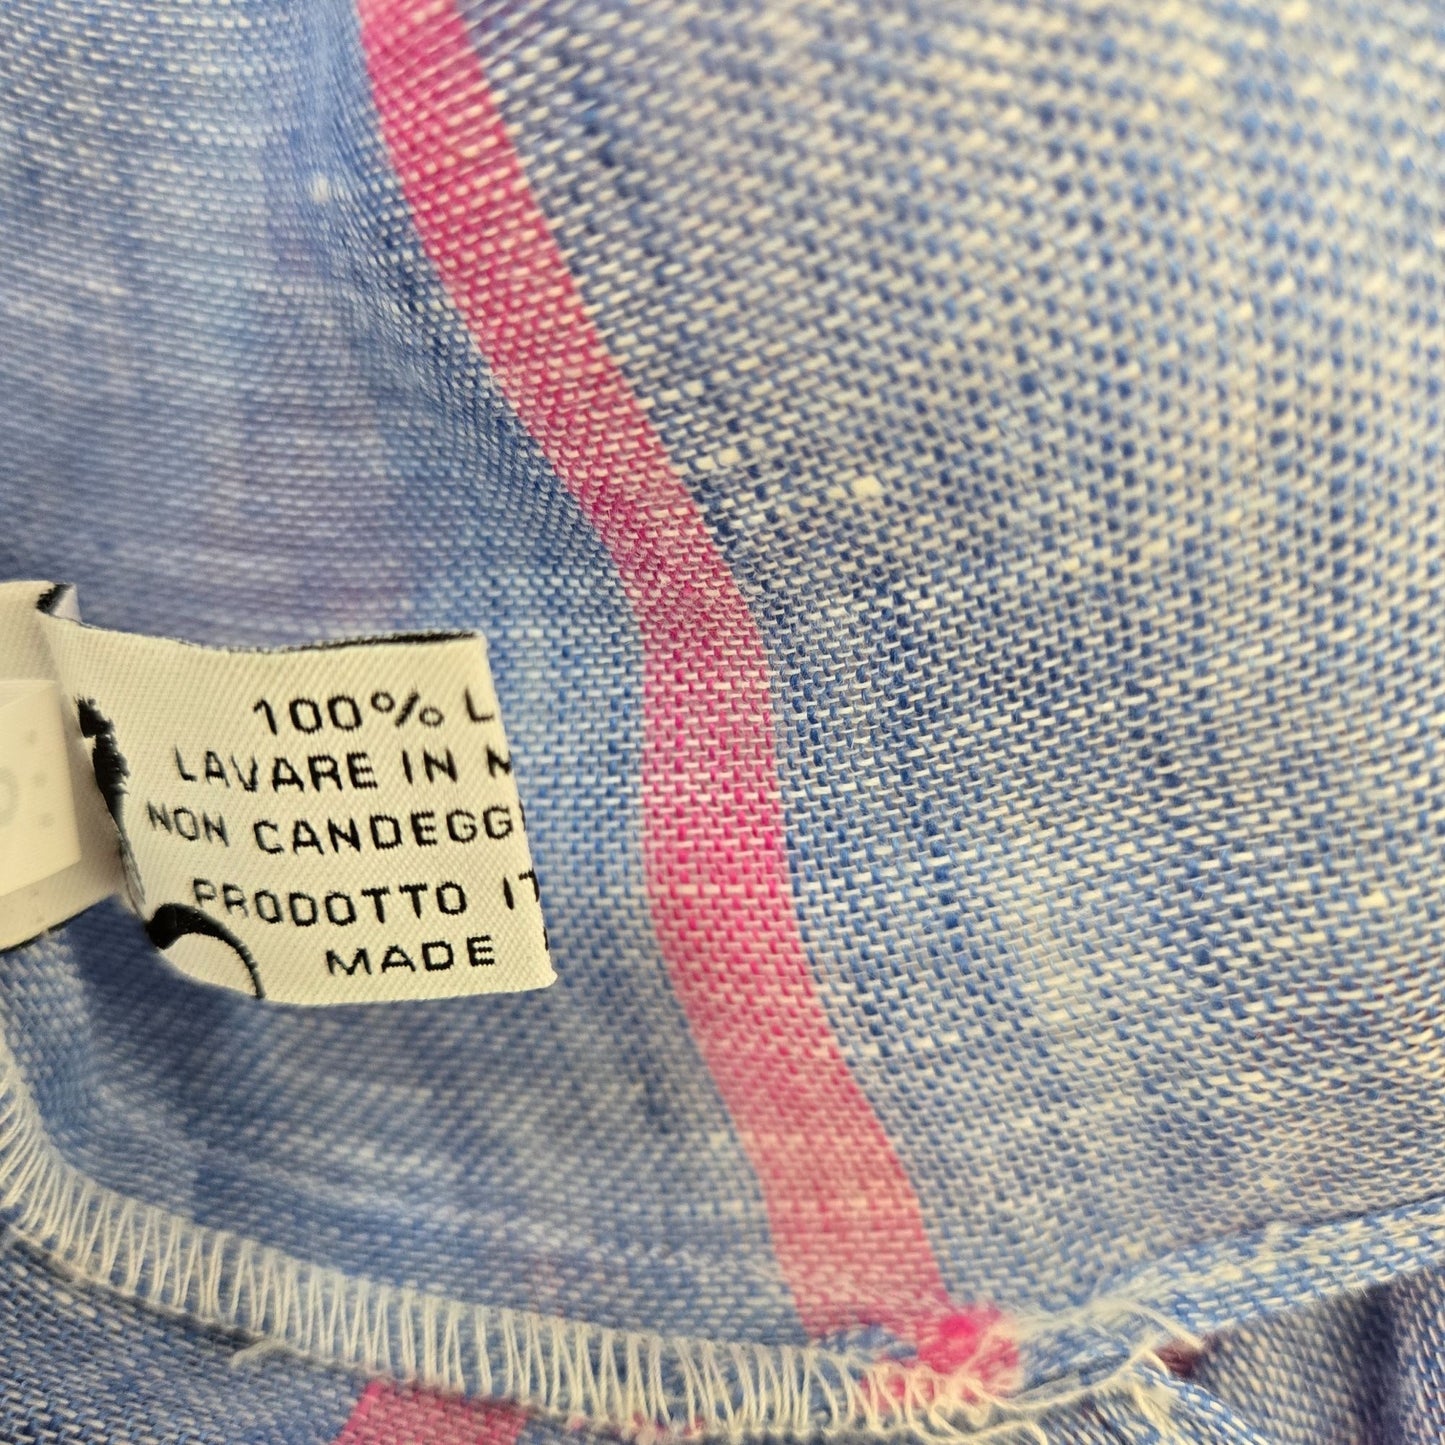 100% L
LAVARE IN
NON CANDEGG
PRODOTTO IT
MADE